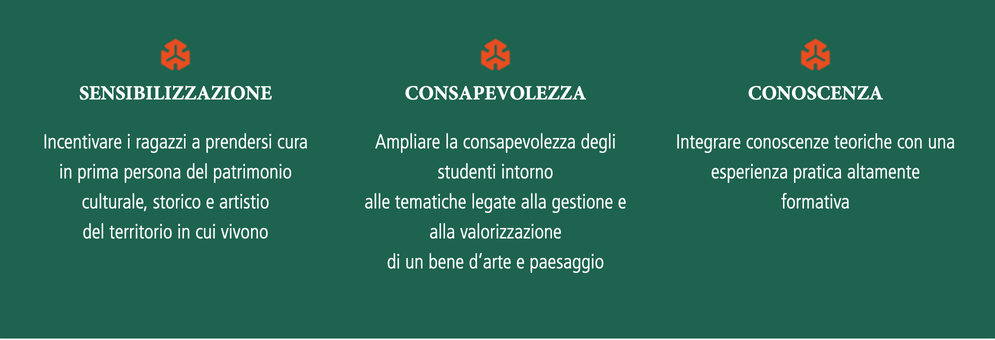 SENSIBILIZZAZIONE
Incentivare i ragazzi a prendersi cura
in prima persona del patrimonio
culturale, storico e artistio
del territorio in cui vivono
CONSAPEVOLEZZA
Ampliare la consapevolezza degli
studenti intorno
alle tematiche legate alla gestione e
alla valorizzazione
di un bene d’arte e paesaggio
CONOSCENZA
Integrare conoscenze teoriche con una
esperienza pratica altamente
formativa